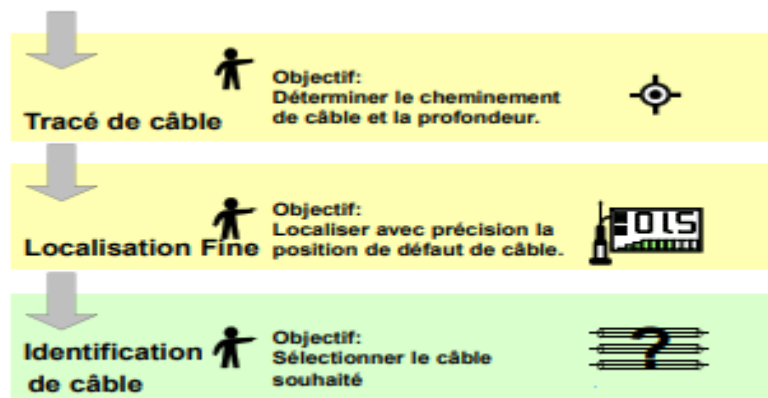 Objectif:
Déterminer le cheminement
de câble et la profondeur.
Tracé de câble
Objectif:
Localiser avec précision la
position de défaut de câble.
Localisation Fine
015
Objectif:
Sélectionner le câble
souhaité
Identification
de câble
?